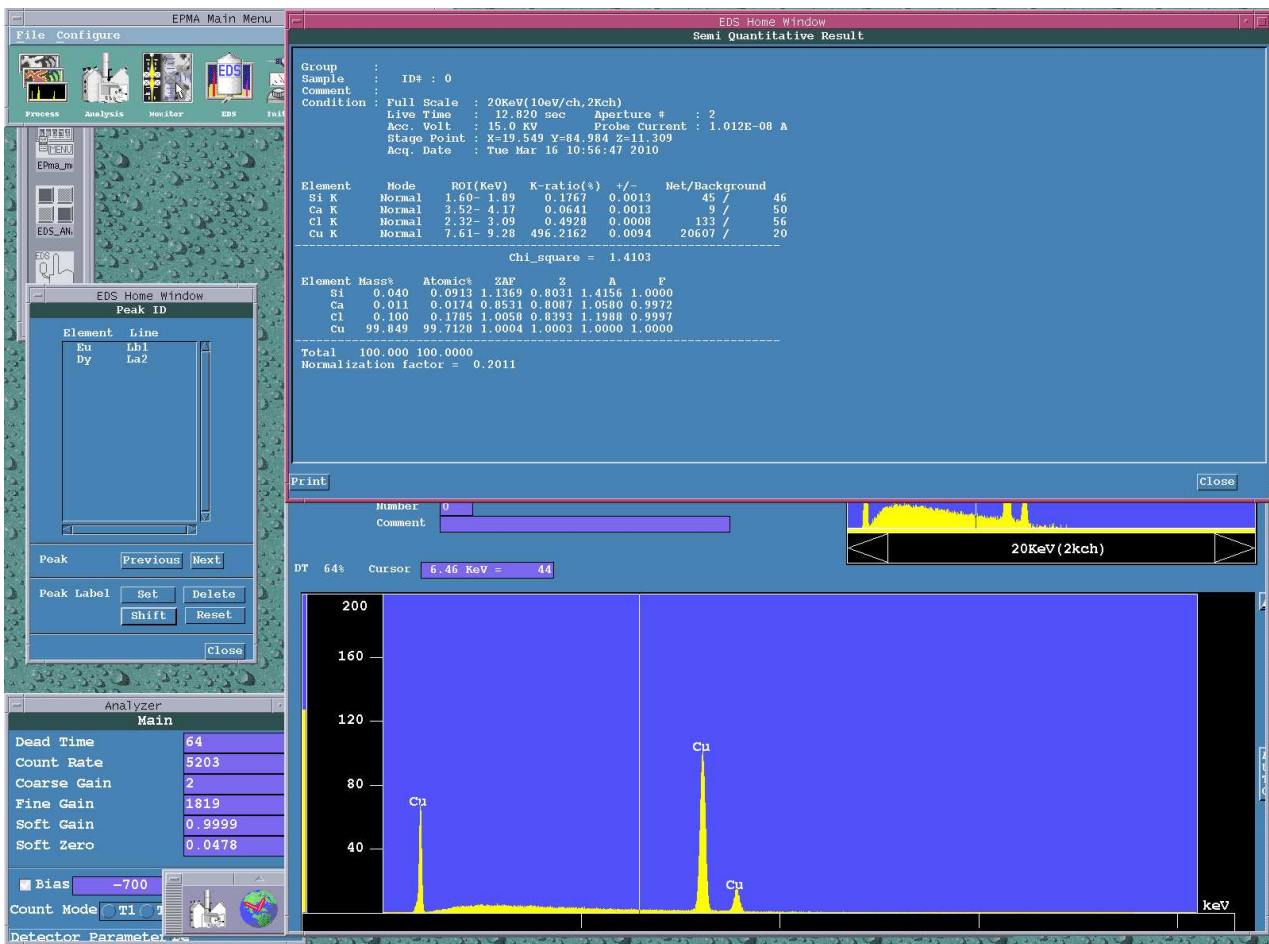 EPMA Main Menu
File Configure
Process Analysis Monitor EDS
EDS
MENU
EDS_AN
EDS
EDS Home Window
Peak ID
Element Line
Eu Lb1
Dy La2
Peak Previous Next
Peak Label Set Delete
Shift Reset
Close
Analyzer
Main
Dead Time 64
Count Rate 5203
Coarse Gain 2
Fine Gain 1819
Soft Gain 0.9999
Soft Zero 0.0478
Bias -700
Count Mode T1
Detector Parameter
EDS Home Window
Semi Quantitative Result
Group :
Sample : ID# : 0
Comment :
Condition : Full Scale : 20KeV(10eV/ch,2Kch)
Live Time : 12.820 sec Aperture # : 2
Acc. Volt : 15.0 KV Probe Current : 1.012E-08 A
Stage Point : X=19.549 Y=84.984 Z=11.309
Acq. Date : Tue Mar 16 10:56:47 2010
Element Mode ROI(KeV) K-ratio(%) +/- Net/Background
Si K Normal 1.60- 1.89 0.1767 0.0013 45 / 46
Ca K Normal 3.52- 4.17 0.0641 0.0013 9 / 50
Cl K Normal 2.32- 3.09 0.4928 0.0008 133 / 56
Cu K Normal 7.61- 9.28 496.2162 0.0094 20607 / 20
Chi_square = 1.4103
Element Mass% Atomic% ZAF Z A F
Si 0.040 0.0913 1.1369 0.8031 1.4156 1.0000
Ca 0.011 0.0174 0.8531 0.8087 1.0580 0.9972
Cl 0.100 0.1785 1.0058 0.8393 1.1988 0.9997
Cu 99.849 99.7128 1.0004 1.0003 1.0000 1.0000
Total 100.000 100.0000
Normalization factor = 0.2011
Print Close
Number 0
Comment
20KeV(2kch)
DT 64% Cursor 6.46 KeV = 44
200
160
120
80
40
Cu
Cu
Cu
keV